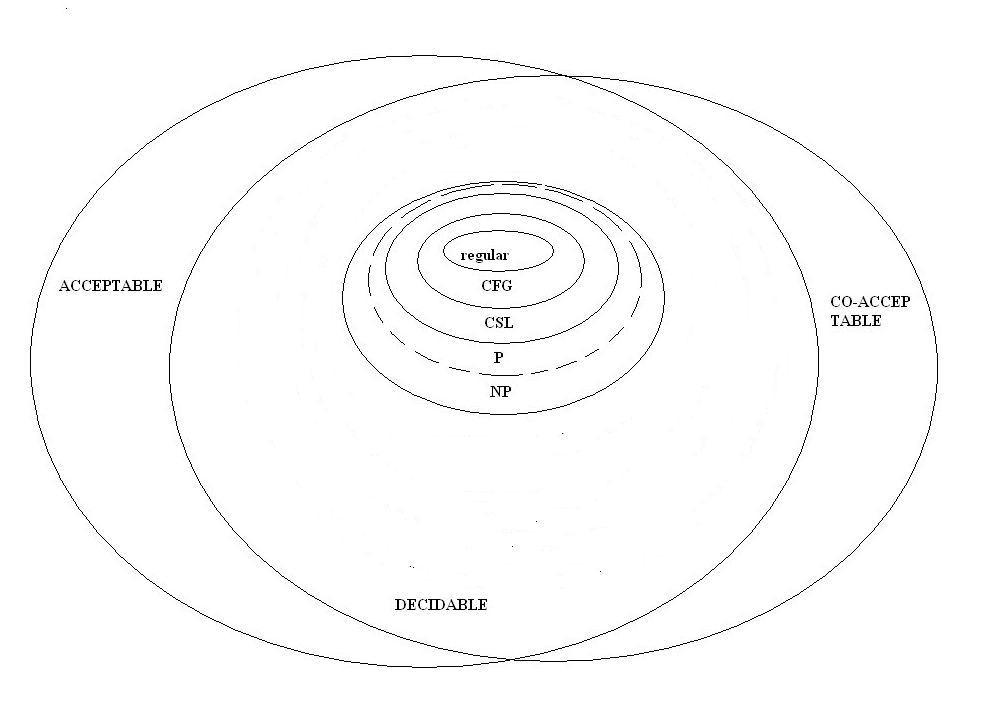 regular
CFG
ACCEPTABLE
CO-ACCEP
TABLE
CSL
P
NP
DECIDABLE